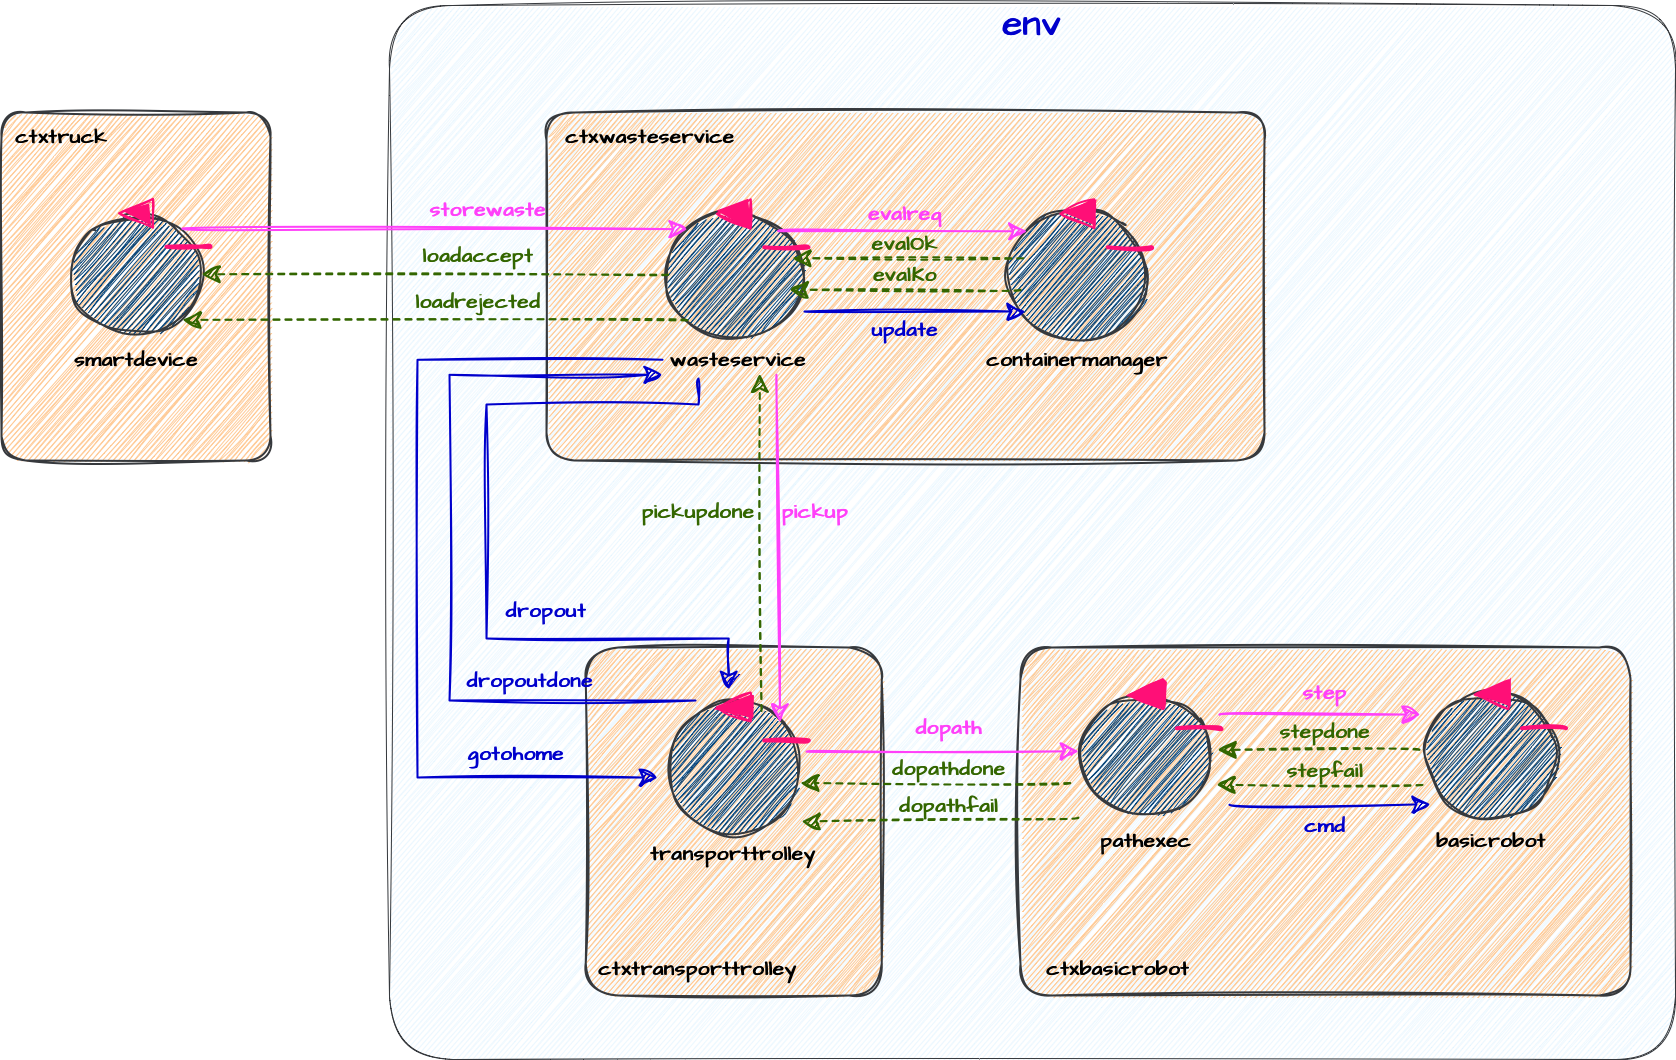 env
ctxtruck
ctxwasteservice
storewaste
evalreq
loadaccept
evalOk
evalKo
loadrejected
update
smartdevice
wasteservice
containermanager
pickupdone
pickup
dropout
dropoutdone
gotohome
dopath
dopathdone
dopathfail
step
stepdone
stepfail
cmd
transporttrolley
pathexec
basicrobot
ctxtransporttrolley
ctxbasicrobot